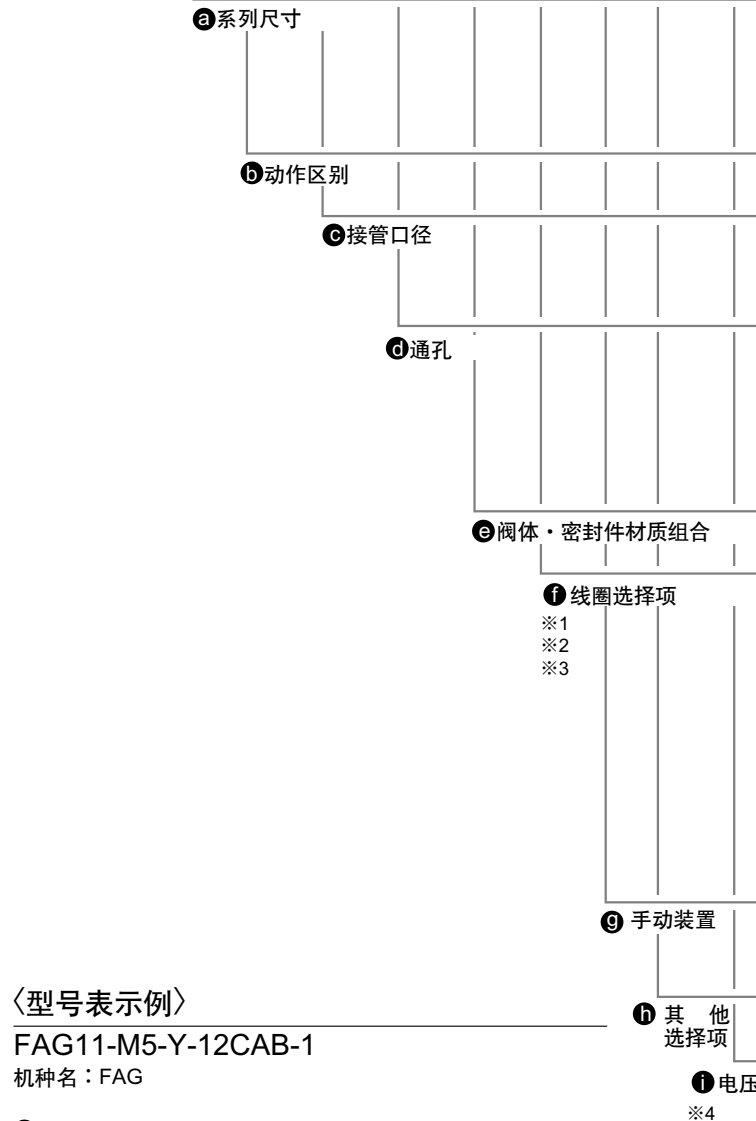 ⓐ系列尺寸
ⓑ动作区别
ⓒ接管口径
ⓓ通孔
ⓔ阀体・密封件材质组合
ⓕ线圈选择项
※1
※2
※3
ⓖ手动装置
〈型号表示例〉
FAG11-M5-Y-12CAB-1
机种名：FAG
ⓗ其 他
选择项
ⓘ电压
※4